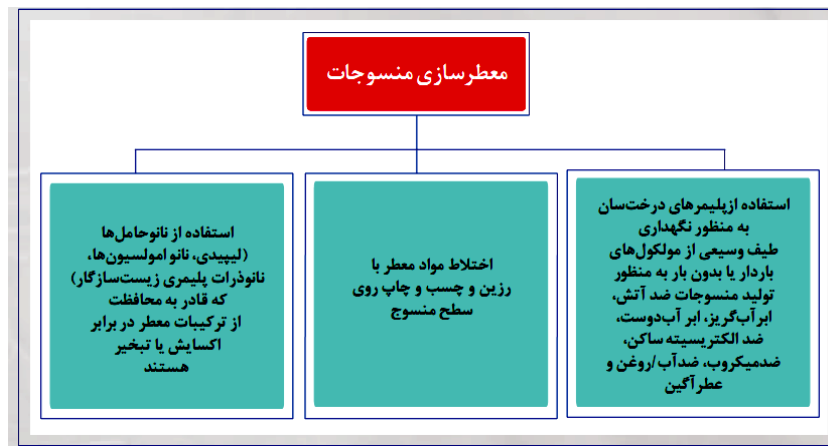 معطرسازی منسوجات
استفاده ازپلیمرهای درخت‌سان
به منظور نگهداری
طیف وسیعی از مولکول‌های
باردار یا بدون بار به منظور
تولید منسوجات ضد آتش،
ابرآب‌گریز، ابر آب‌دوست،
ضد الکتریسیته ساکن،
ضدمیکروب، ضدآب/روغن و
عطرآگین
اختلاط مواد معطر با
رزین و چسب و چاپ روی
سطح منسوج
استفاده از نانوحامل‌ها
(لیپیدی، نانو امولسیون‌ها،
نانوذرات پلیمری زیست‌سازگار)
که قادر به محافظت
از ترکیبات معطر در برابر
اکسایش یا تبخیر
هستند